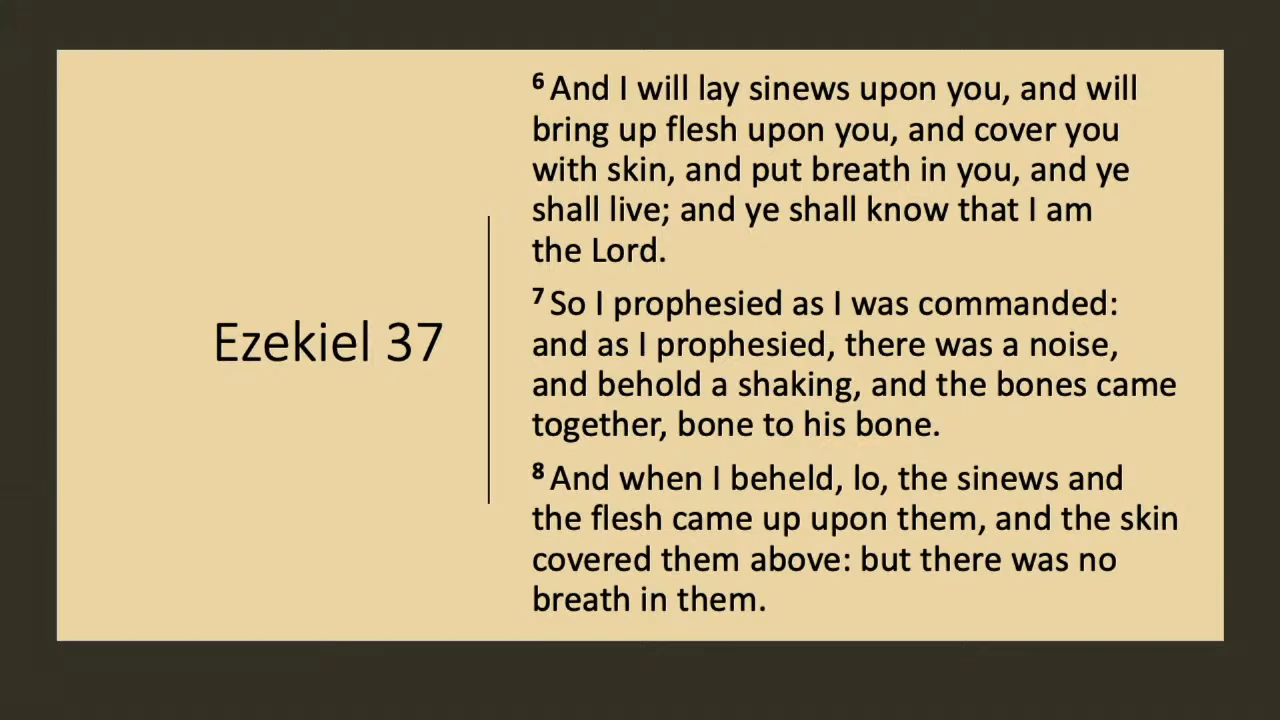 Ezekiel 37
6 And I will lay sinews upon you, and will
bring up flesh upon you, and cover you
with skin, and put breath in you, and ye
shall live; and ye shall know that I am
the Lord.
7 So I prophesied as I was commanded:
and as I prophesied, there was a noise,
and behold a shaking, and the bones came
together, bone to his bone.
8 And when I beheld, lo, the sinews and
the flesh came up upon them, and the skin
covered them above: but there was no
breath in them.